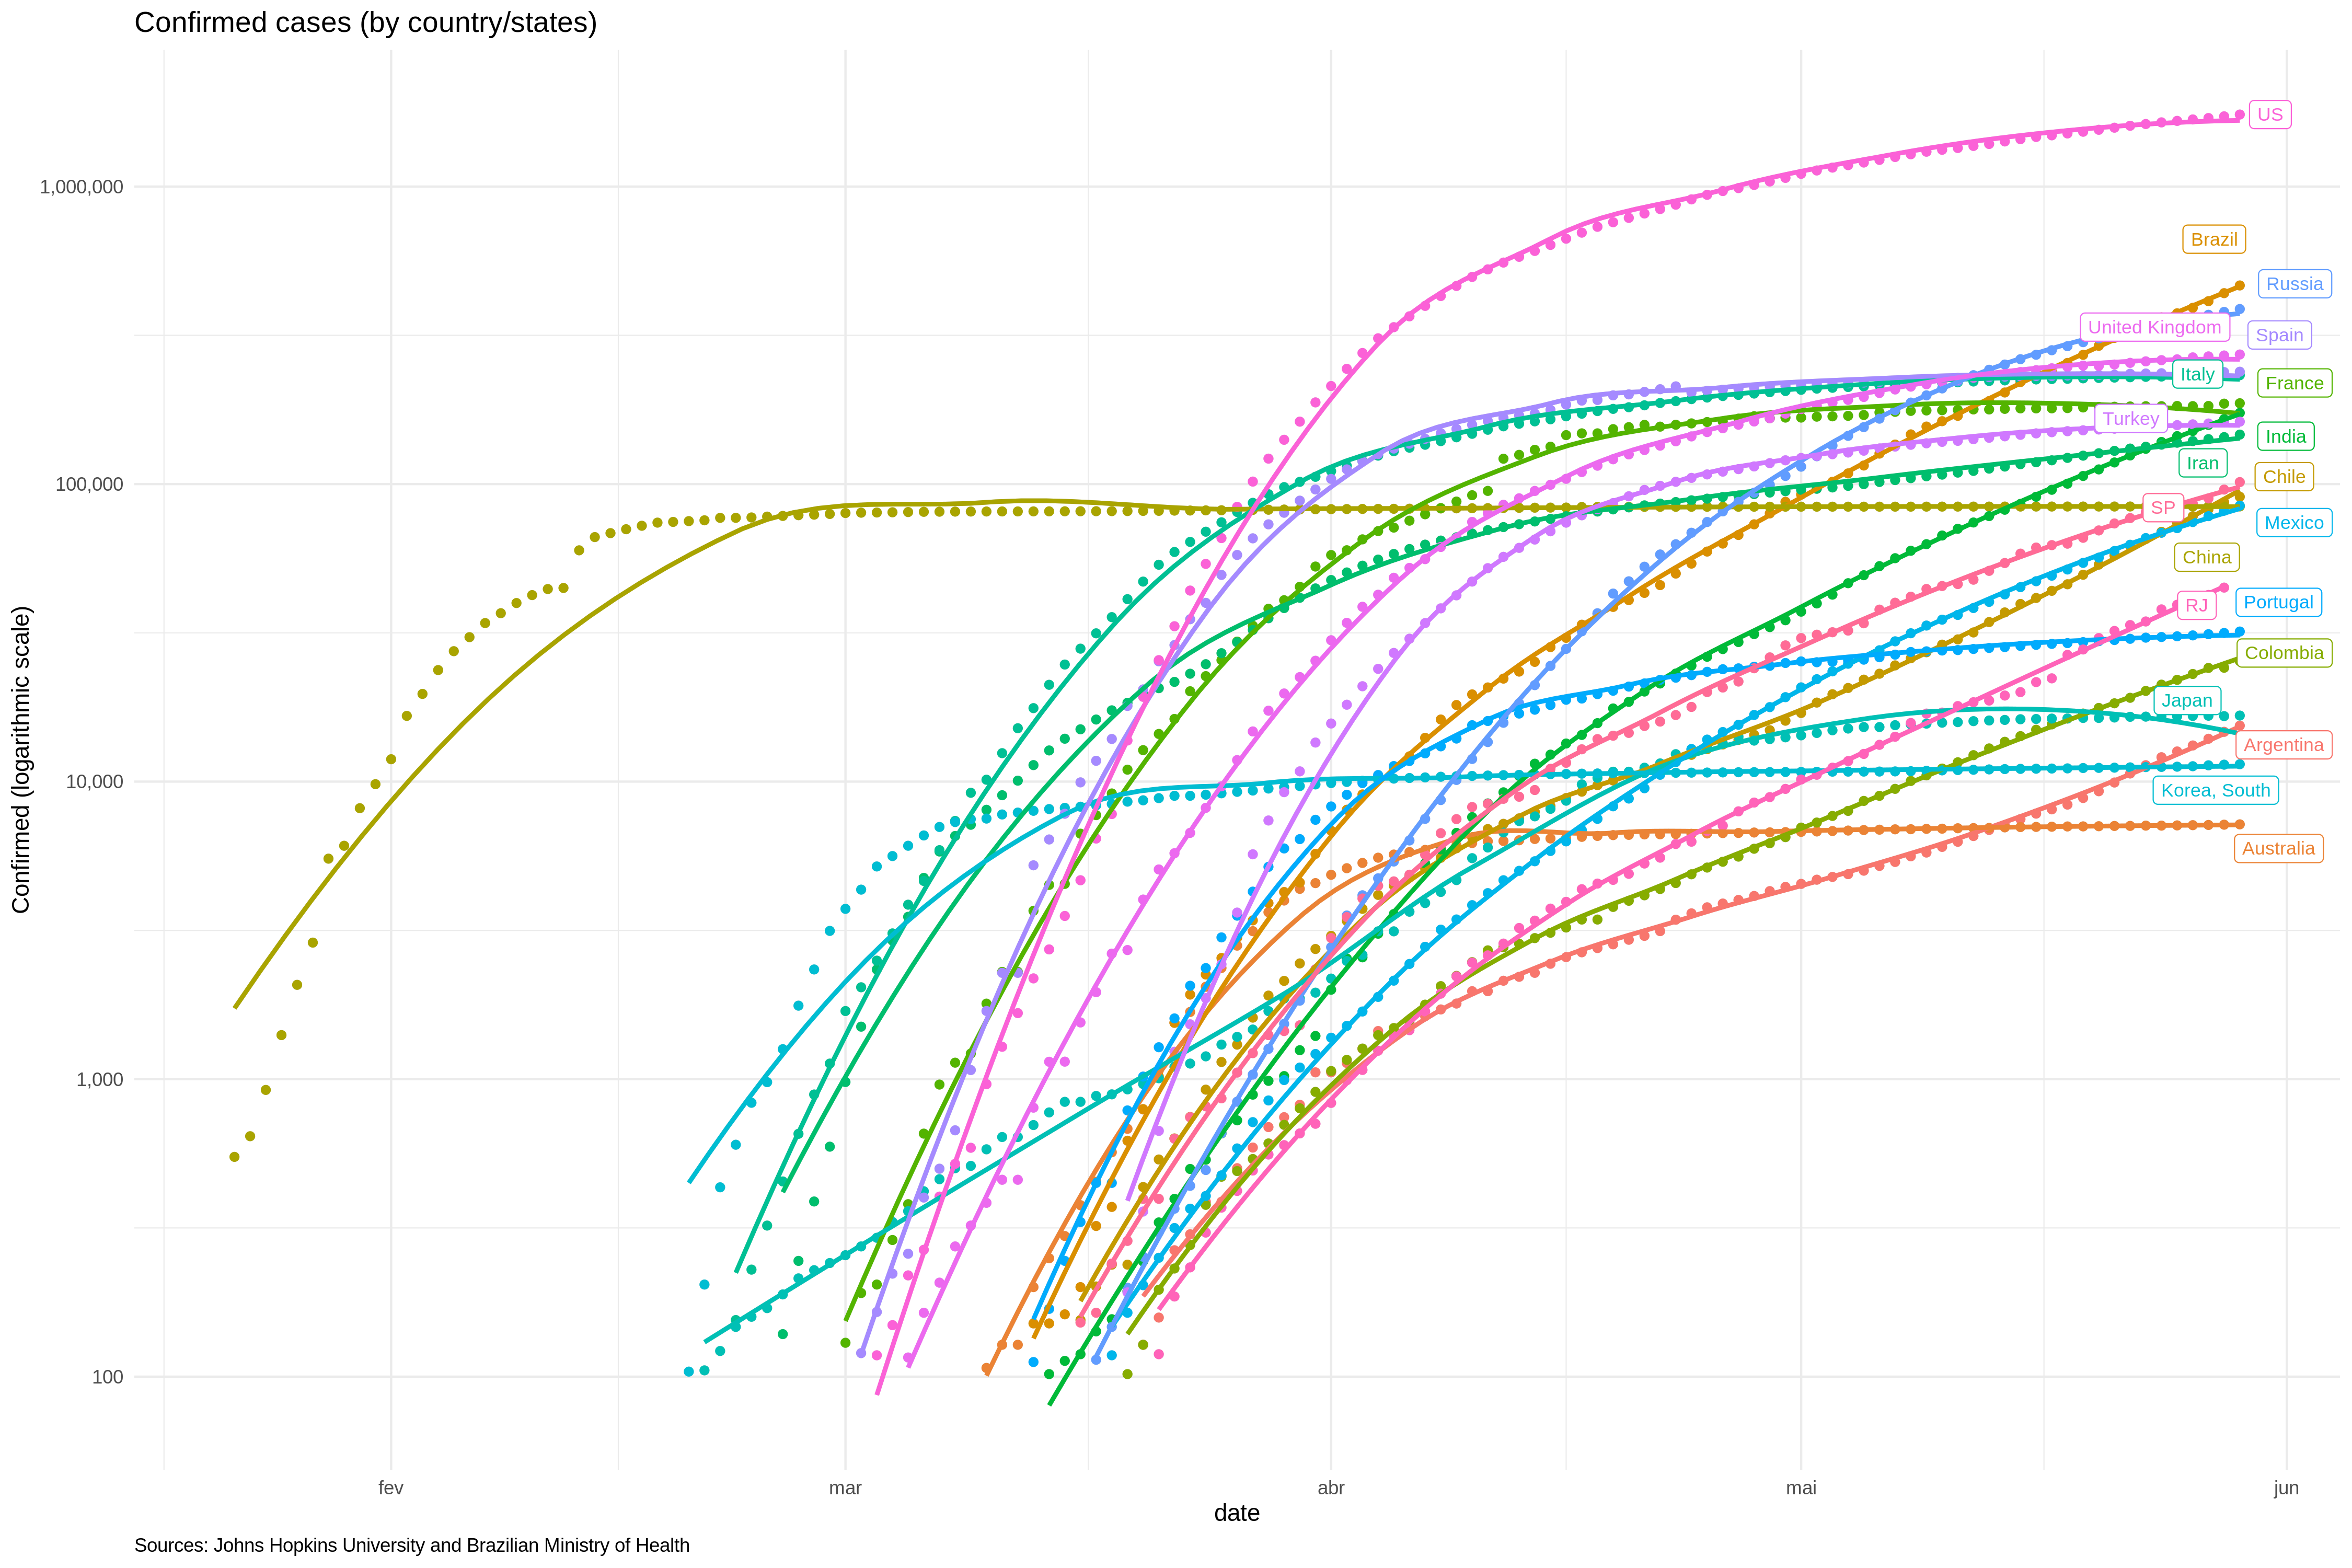 Confirmed cases (by country/states)
Confirmed (logarithmic scale)
1,000,000
100,000
10,000
1,000
100
US
Brazil
Russia
United Kingdom
Spain
Italy
France
Turkey
India
Iran
Chile
SP
Mexico
China
Portugal
RJ
Colombia
Japan
Argentina
Korea, South
Australia
fev
mar
abr
mai
jun
date
Sources: Johns Hopkins University and Brazilian Ministry of Health